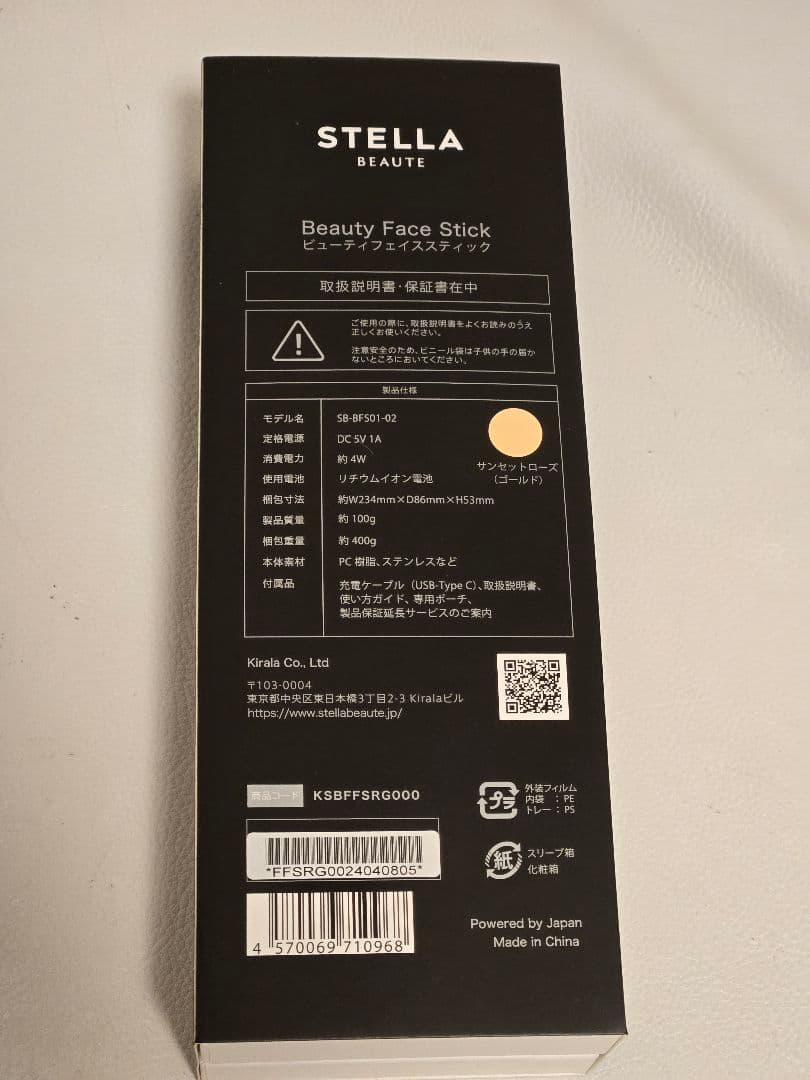 STELLA
BEAUTE
Beauty Face Stick
ビューティフェイススティック
取扱説明書・保証書在中
ご使用の際に、取扱説明書をよくお読みのうえ
正しくお使いください。
注意安全のため、ビニール袋は子供の手の届か
ないところにおいてください。
製品仕様
モデル名 SB-BFS01-02
定格電源 DC 5V 1A
消費電力 約 4W
使用電池 リチウムイオン電池
サンセットローズ
（ゴールド）
梱包寸法 約W234mm×D86mm×H53mm
製品質量 約 100g
梱包重量 約 400g
本体素材 PC 樹脂、ステンレスなど
付属品 充電ケーブル（USB-Type C）、取扱説明書、
使い方ガイド、専用ポーチ、
製品保証延長サービスのご案内
Kirala Co., Ltd
〒103-0004
東京都中央区東日本橋3丁目2-3 Kiralaビル
https://www.stellabeaute.jp/
商品コード KSBFFSRG000
*FFSRG0024040805*
4 570069 710968
プラ
外装フィルム
内袋 ：PE
トレー：PS
紙
スリーブ箱
化粧箱
Powered by Japan
Made in China